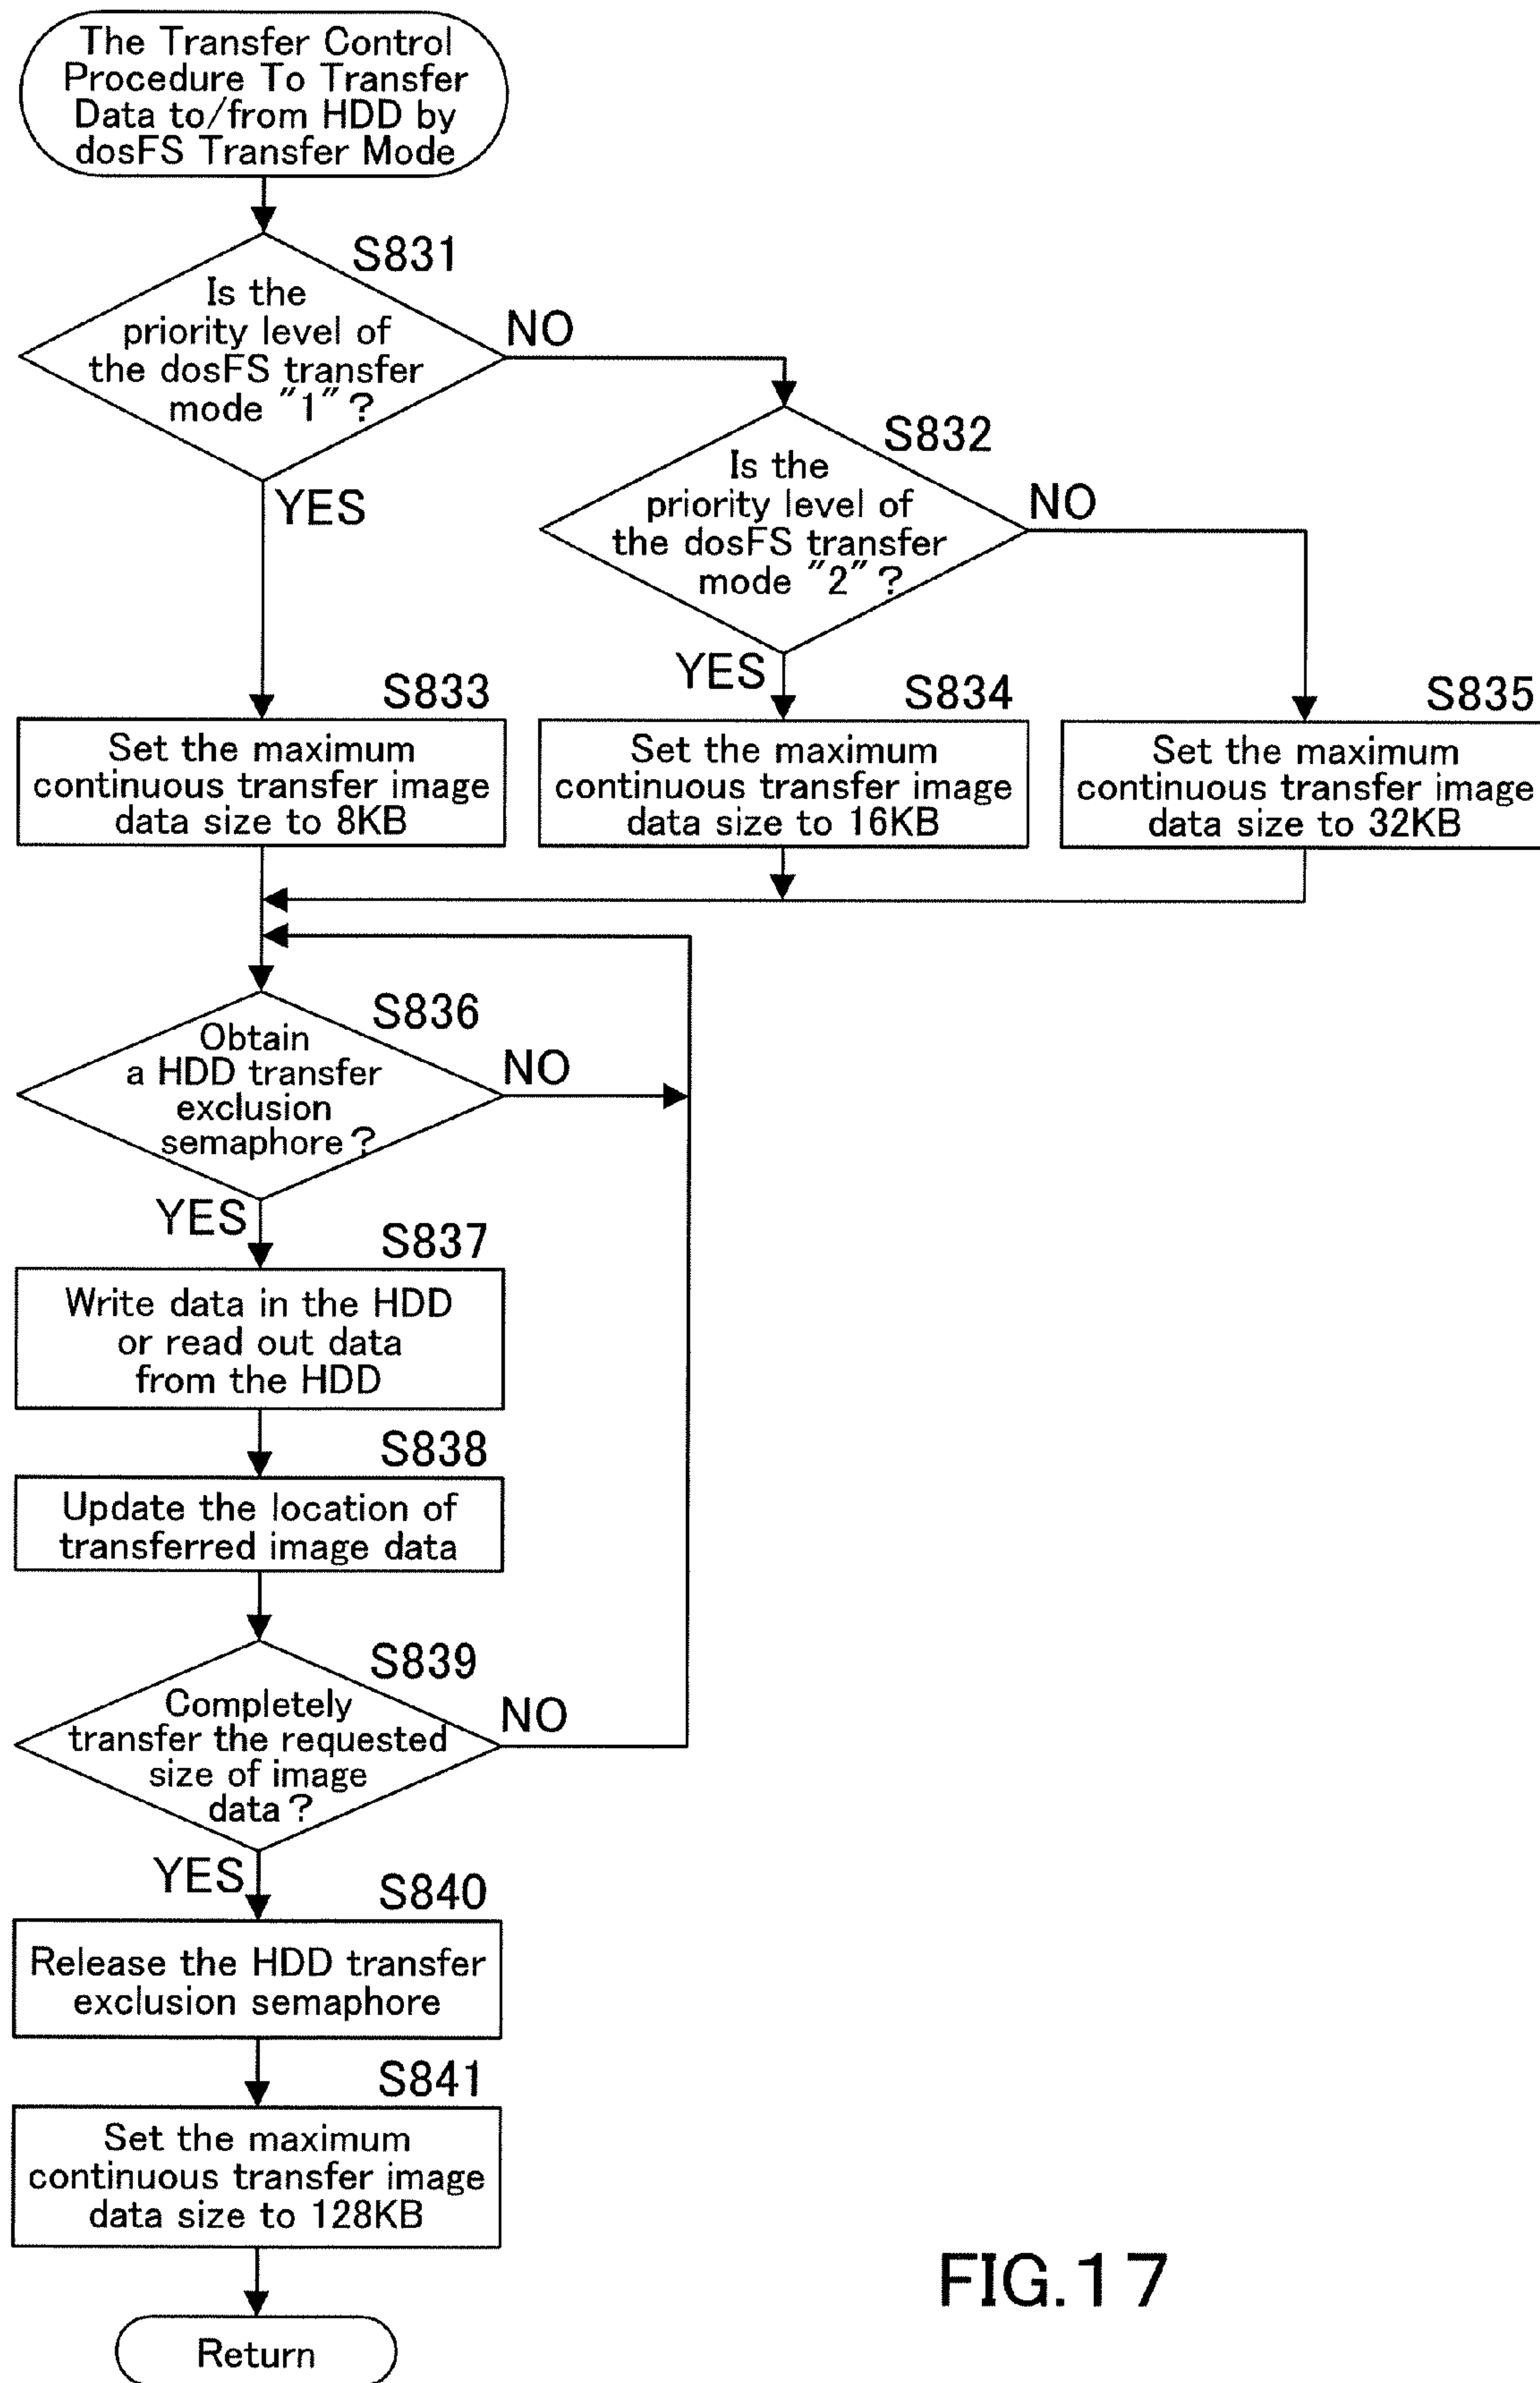 The Transfer Control
Procedure To Transfer
Data to/from HDD by
dosFS Transfer Mode
S831
Is the
priority level of
the dosFS transfer
mode "1"?
NO
YES
S832
Is the
priority level of
the dosFS transfer
mode "2"?
NO
YES
S833
Set the maximum
continuous transfer image
data size to 8KB
S834
Set the maximum
continuous transfer image
data size to 16KB
S835
Set the maximum
continuous transfer image
data size to 32KB
S836
Obtain
a HDD transfer
exclusion
semaphore?
NO
YES
S837
Write data in the HDD
or read out data
from the HDD
S838
Update the location of
transferred image data
S839
Completely
transfer the requested
size of image
data?
NO
YES
S840
Release the HDD transfer
exclusion semaphore
S841
Set the maximum
continuous transfer image
data size to 128KB
Return
FIG.17